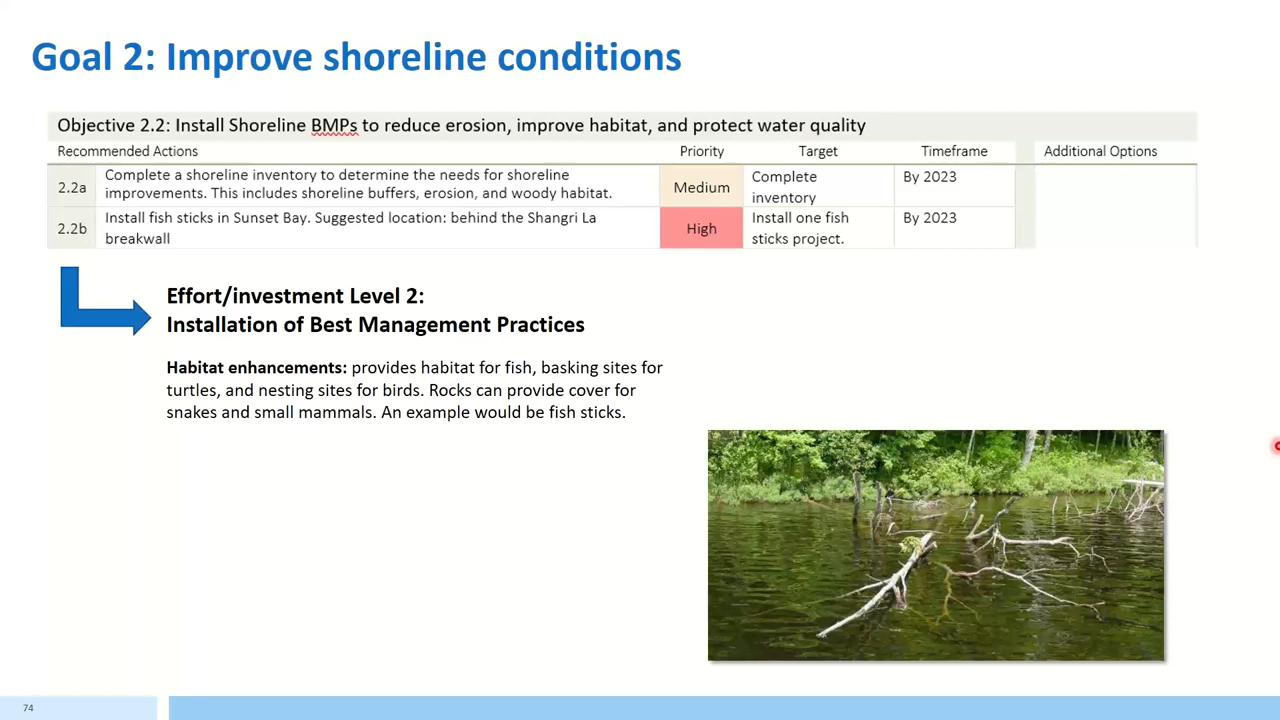 Goal 2: Improve shoreline conditions
Objective 2.2: Install Shoreline BMPs to reduce erosion, improve habitat, and protect water quality
Recommended Actions Priority Target Timeframe Additional Options
2.2a Complete a shoreline inventory to determine the needs for shoreline improvements. This includes shoreline buffers, erosion, and woody habitat. Medium Complete inventory By 2023
2.2b Install fish sticks in Sunset Bay. Suggested location: behind the Shangri La breakwall High Install one fish sticks project. By 2023
Effort/investment Level 2:
Installation of Best Management Practices
Habitat enhancements: provides habitat for fish, basking sites for
turtles, and nesting sites for birds. Rocks can provide cover for
snakes and small mammals. An example would be fish sticks.
74